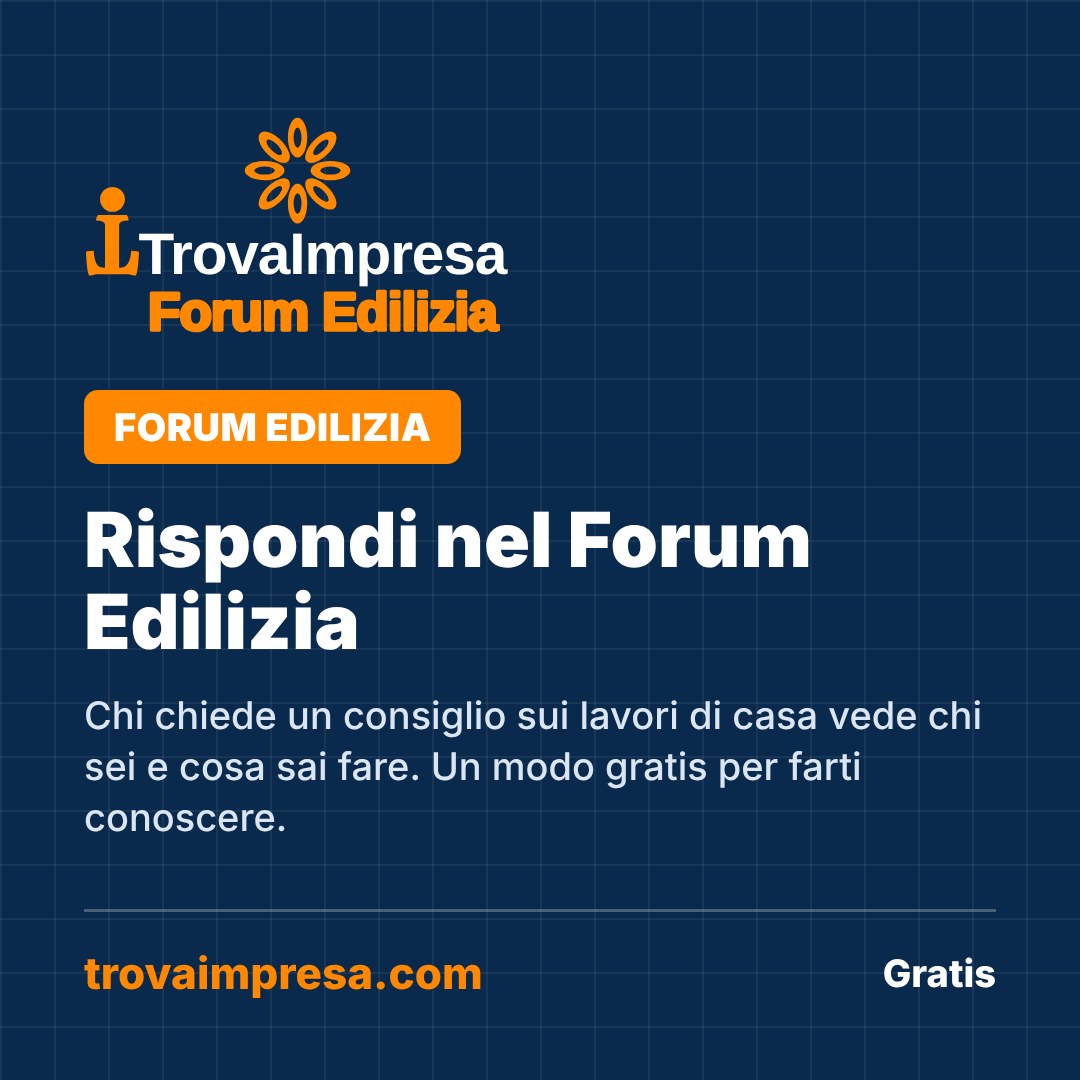 TrovaImpresa
Forum Edilizia
FORUM EDILIZIA
Rispondi nel Forum
Edilizia
Chi chiede un consiglio sui lavori di casa vede chi
sei e cosa sai fare. Un modo gratis per farti
conoscere.
trovaimpresa.com
Gratis